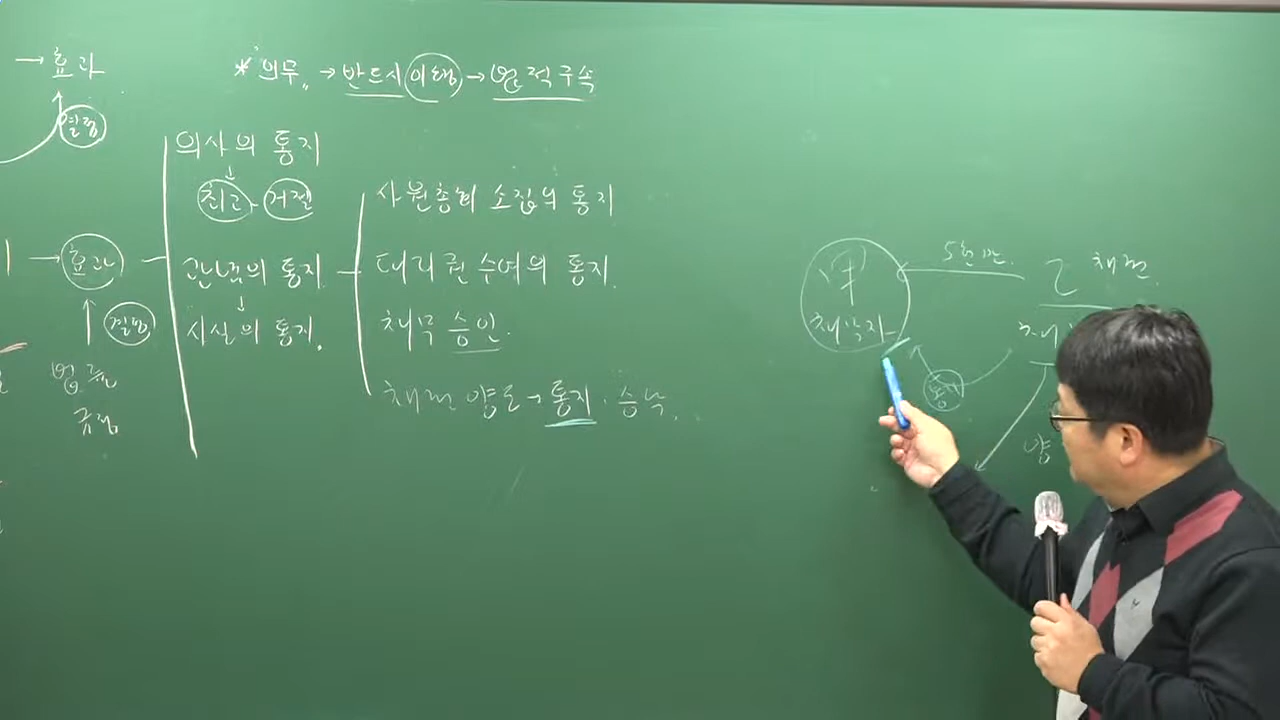 → 효과
* "의무" → 반드시 이행 → 법적구속
결정
의사의 통지
↓
최고 거절
사원총회 소집의 통지
→ 효과
관념의 통지
대리권 수여의 통지.
↓
결정
사실의 통지.
채무 승인.
법률
규정
채권 양도 → 통지 · 승낙.
甲
채무자
5천만.
乙 채권
통지
양